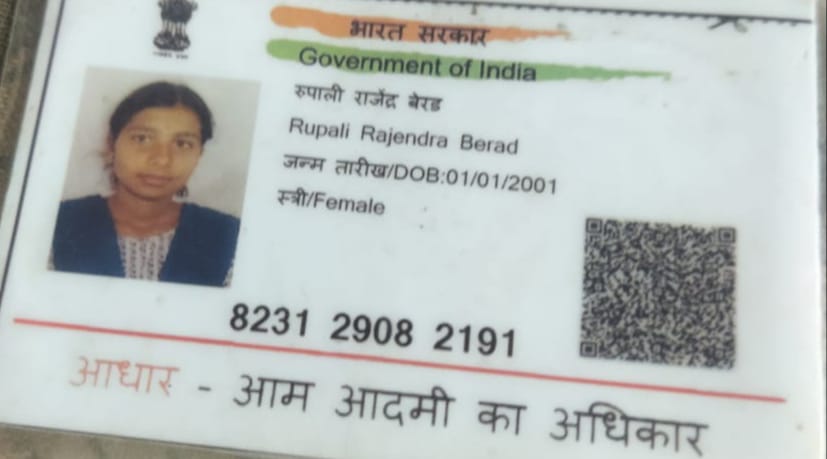 भारत सरकार
Government of India
रुपाली राजेंद्र बेरड
Rupali Rajendra Berad
जन्म तारीख/DOB:01/01/2001
स्त्री/Female
8231 2908 2191
आधार - आम आदमी का अधिकार